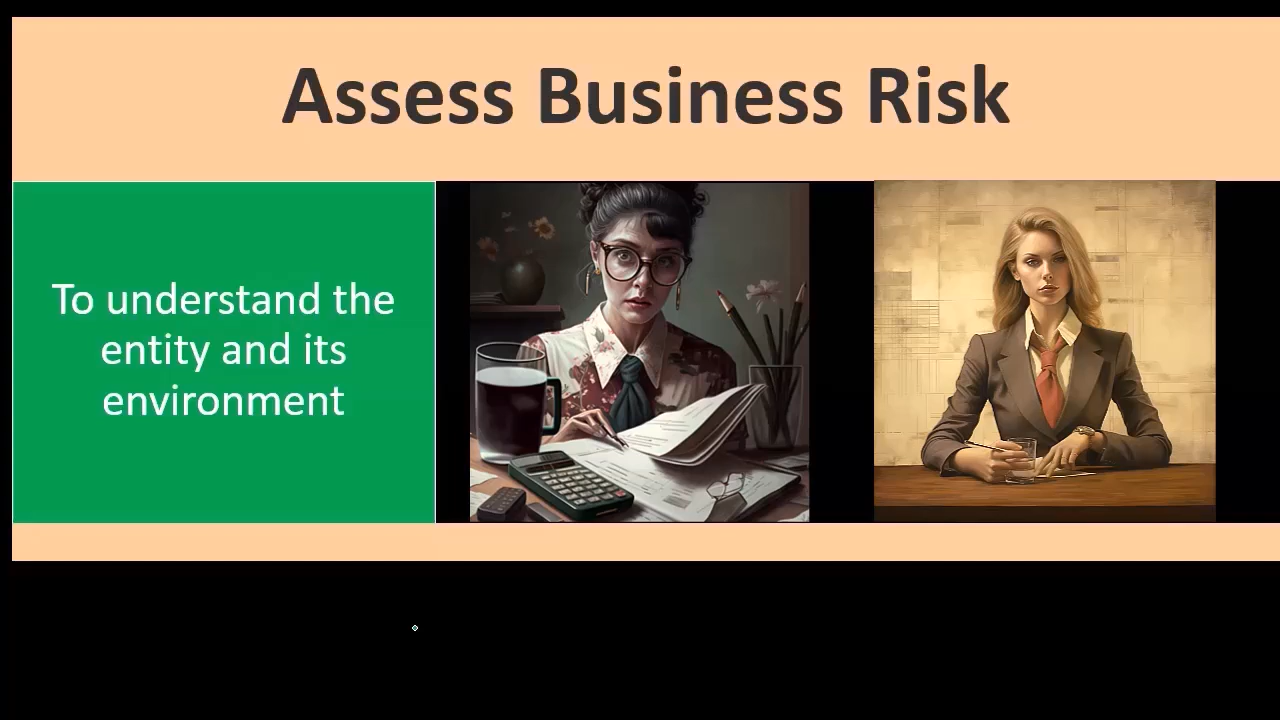 Assess Business Risk
To understand the
entity and its
environment